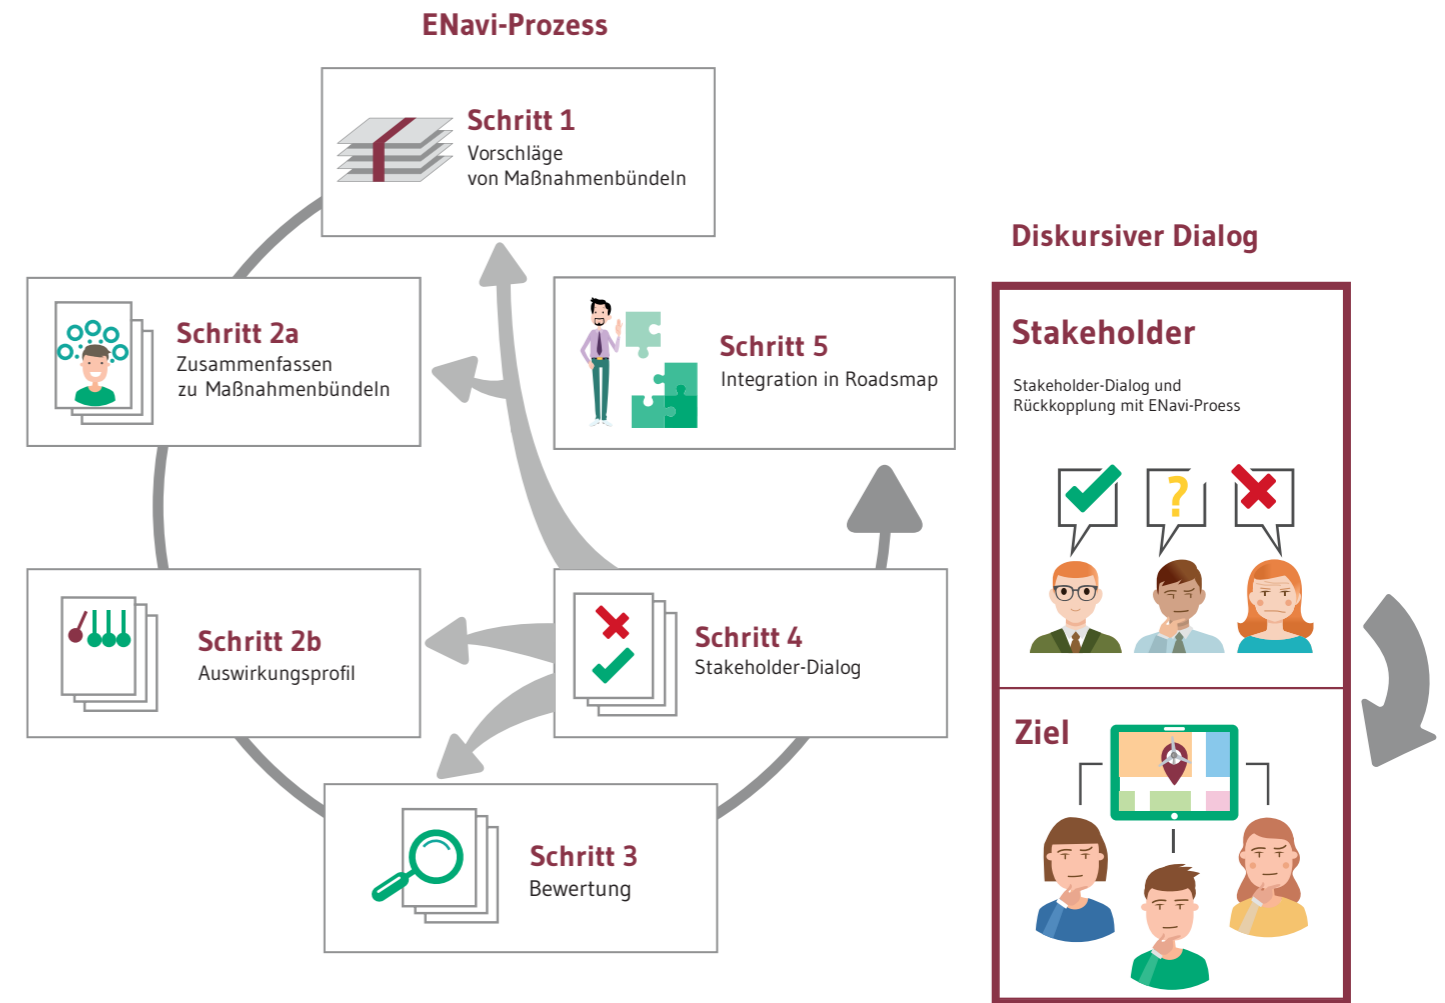 ENavi-Prozess
Schritt 1
Vorschläge
von Maßnahmenbündeln
Schritt 2a
Zusammenfassen
zu Maßnahmenbündeln
Schritt 5
Integration in Roadsmap
Schritt 2b
Auswirkungsprofil
Schritt 4
Stakeholder-Dialog
Schritt 3
Bewertung
Diskursiver Dialog
Stakeholder
Stakeholder-Dialog und
Rückkopplung mit ENavi-Proess
?
Ziel